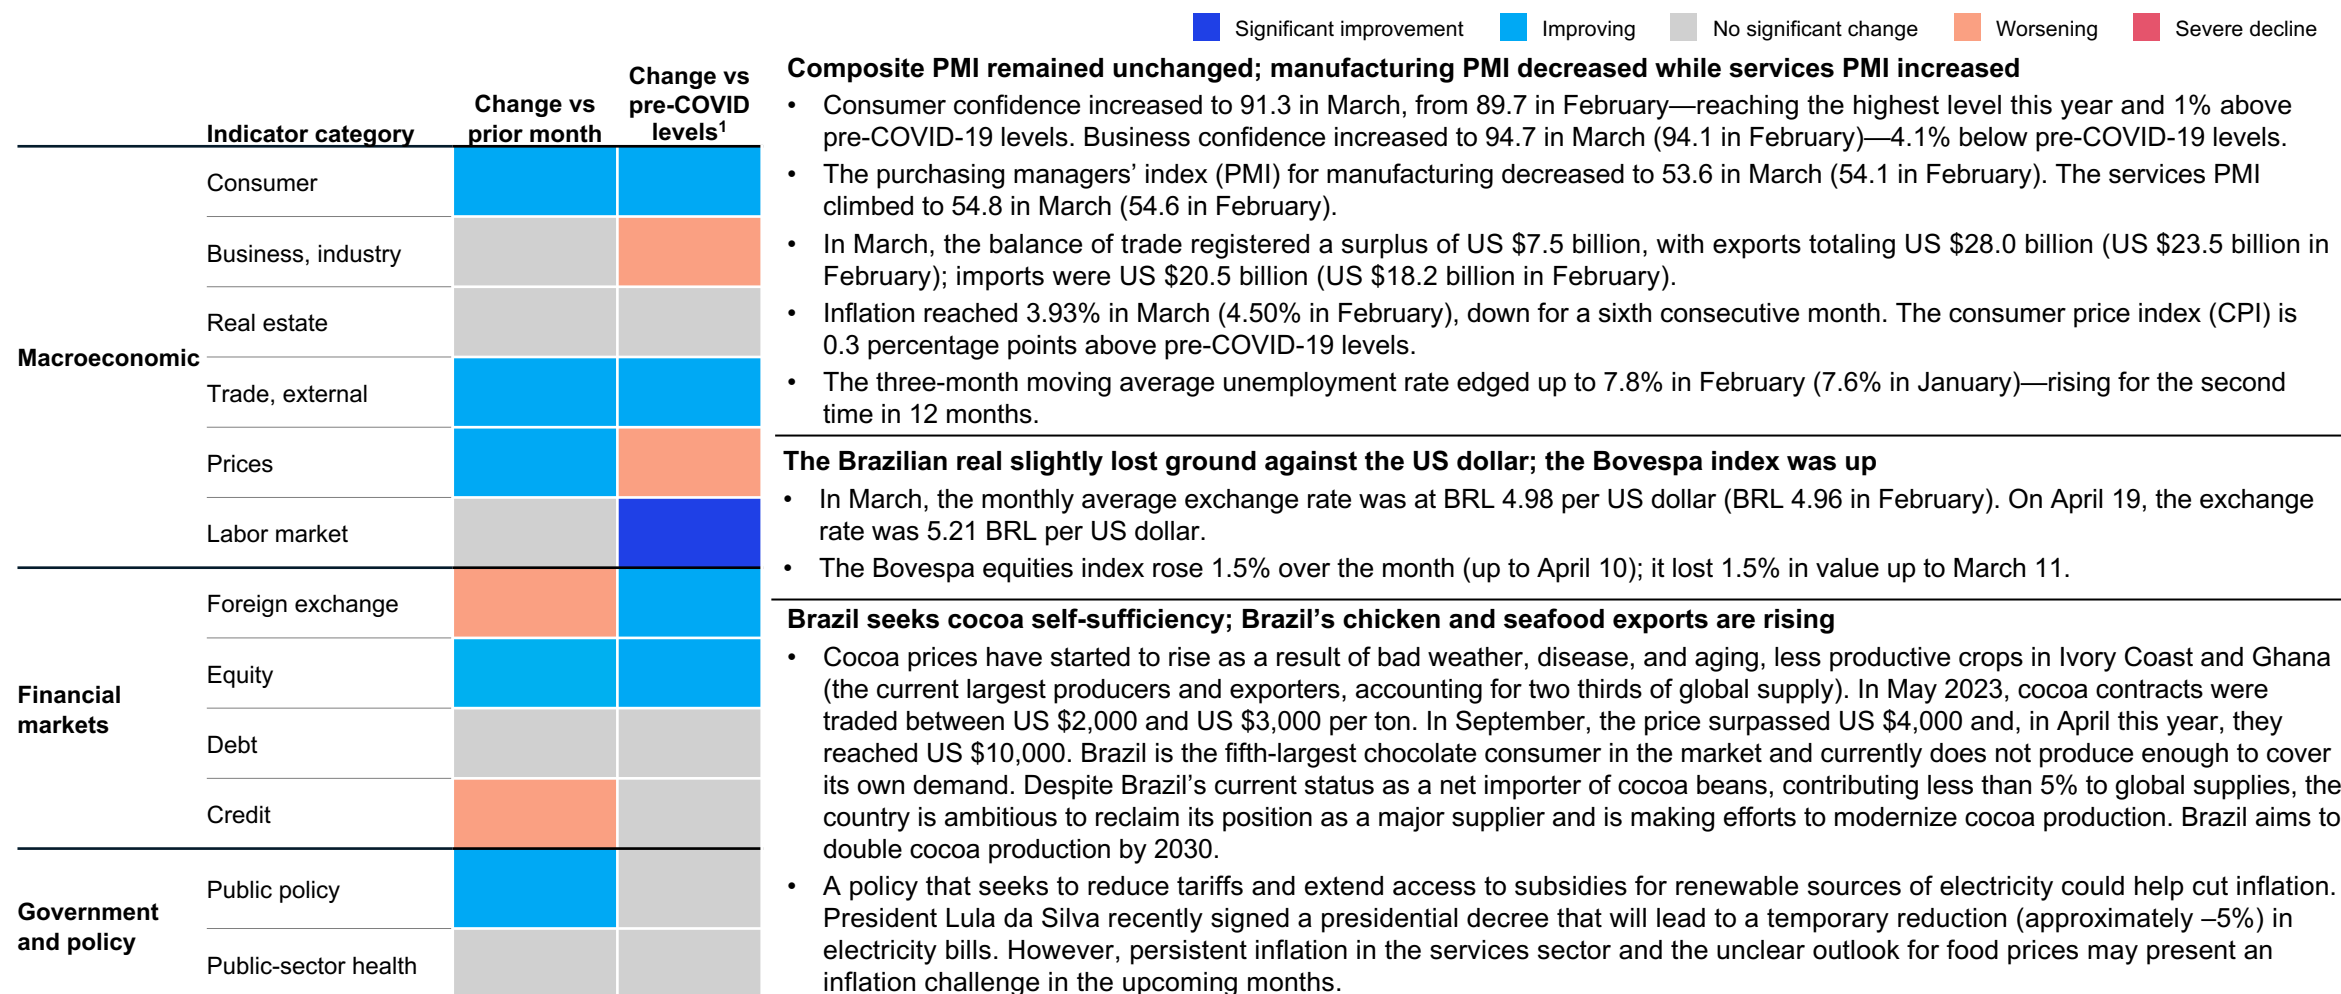 Significant improvement Improving No significant change Worsening Severe decline
Indicator category
Change vs
prior month
Change vs
pre-COVID
levels1
Macroeconomic
Consumer
Business, industry
Real estate
Trade, external
Prices
Labor market
Financial
markets
Foreign exchange
Equity
Debt
Credit
Government
and policy
Public policy
Public-sector health
Composite PMI remained unchanged; manufacturing PMI decreased while services PMI increased
• Consumer confidence increased to 91.3 in March, from 89.7 in February—reaching the highest level this year and 1% above
pre-COVID-19 levels. Business confidence increased to 94.7 in March (94.1 in February)—4.1% below pre-COVID-19 levels.
• The purchasing managers’ index (PMI) for manufacturing decreased to 53.6 in March (54.1 in February). The services PMI
climbed to 54.8 in March (54.6 in February).
• In March, the balance of trade registered a surplus of US $7.5 billion, with exports totaling US $28.0 billion (US $23.5 billion in
February); imports were US $20.5 billion (US $18.2 billion in February).
• Inflation reached 3.93% in March (4.50% in February), down for a sixth consecutive month. The consumer price index (CPI) is
0.3 percentage points above pre-COVID-19 levels.
• The three-month moving average unemployment rate edged up to 7.8% in February (7.6% in January)—rising for the second
time in 12 months.
The Brazilian real slightly lost ground against the US dollar; the Bovespa index was up
• In March, the monthly average exchange rate was at BRL 4.98 per US dollar (BRL 4.96 in February). On April 19, the exchange
rate was 5.21 BRL per US dollar.
• The Bovespa equities index rose 1.5% over the month (up to April 10); it lost 1.5% in value up to March 11.
Brazil seeks cocoa self-sufficiency; Brazil’s chicken and seafood exports are rising
• Cocoa prices have started to rise as a result of bad weather, disease, and aging, less productive crops in Ivory Coast and Ghana
(the current largest producers and exporters, accounting for two thirds of global supply). In May 2023, cocoa contracts were
traded between US $2,000 and US $3,000 per ton. In September, the price surpassed US $4,000 and, in April this year, they
reached US $10,000. Brazil is the fifth-largest chocolate consumer in the market and currently does not produce enough to cover
its own demand. Despite Brazil’s current status as a net importer of cocoa beans, contributing less than 5% to global supplies, the
country is ambitious to reclaim its position as a major supplier and is making efforts to modernize cocoa production. Brazil aims to
double cocoa production by 2030.
• A policy that seeks to reduce tariffs and extend access to subsidies for renewable sources of electricity could help cut inflation.
President Lula da Silva recently signed a presidential decree that will lead to a temporary reduction (approximately –5%) in
electricity bills. However, persistent inflation in the services sector and the unclear outlook for food prices may present an
inflation challenge in the upcoming months.